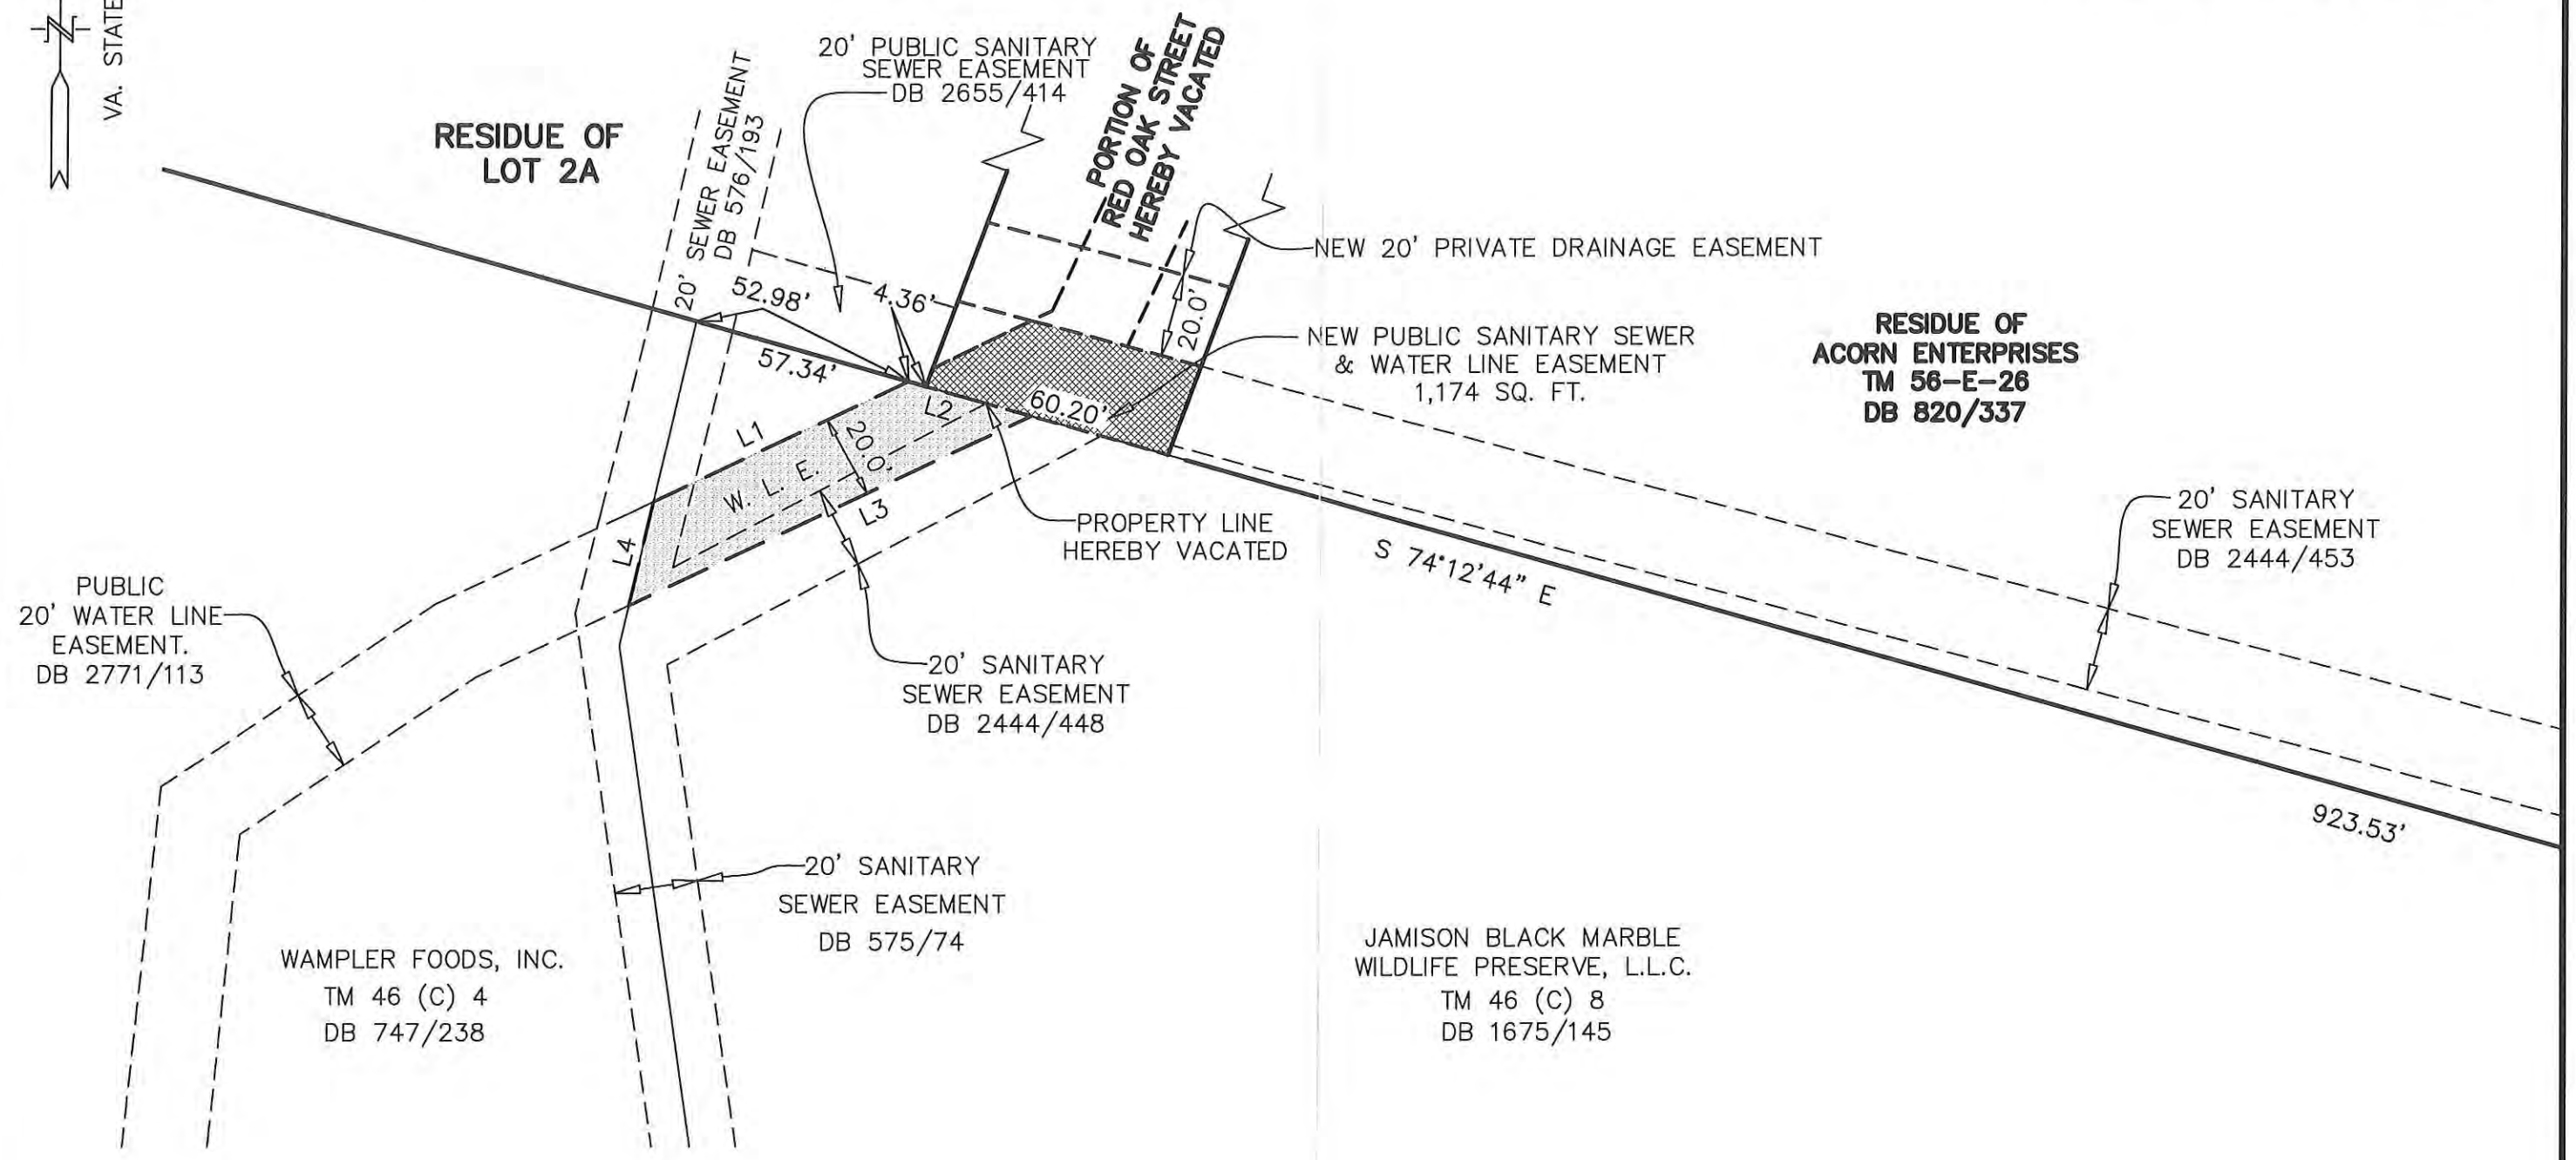 VA. STATE
RESIDUE OF
LOT 2A
20' SEWER EASEMENT
DB 576/193
20' PUBLIC SANITARY
SEWER EASEMENT
DB 2655/414
PORTION OF
RED OAK STREET
HEREBY VACATED
NEW 20' PRIVATE DRAINAGE EASEMENT
52.98'
4.36'
20.0'
57.34'
NEW PUBLIC SANITARY SEWER
& WATER LINE EASEMENT
1,174 SQ. FT.
RESIDUE OF
ACORN ENTERPRISES
TM 56-E-26
DB 820/337
L2
60.20'
L1
20.0'
W. L. E.
L3
L4
PROPERTY LINE
HEREBY VACATED
S 74°12'44" E
20' SANITARY
SEWER EASEMENT
DB 2444/453
PUBLIC
20' WATER LINE
EASEMENT.
DB 2771/113
20' SANITARY
SEWER EASEMENT
DB 2444/448
923.53'
20' SANITARY
SEWER EASEMENT
DB 575/74
WAMPLER FOODS, INC.
TM 46 (C) 4
DB 747/238
JAMISON BLACK MARBLE
WILDLIFE PRESERVE, L.L.C.
TM 46 (C) 8
DB 1675/145